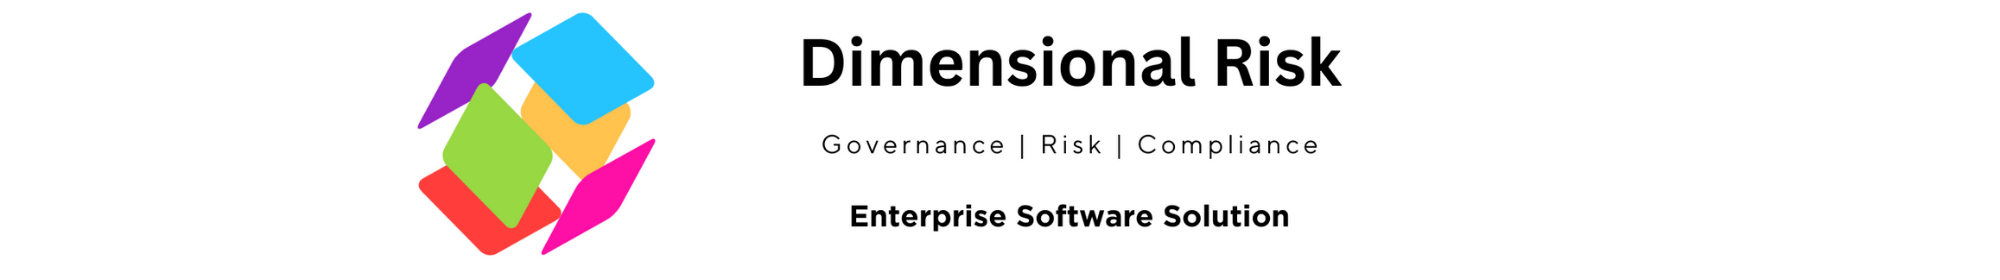 Dimensional Risk
Governance | Risk | Compliance
Enterprise Software Solution